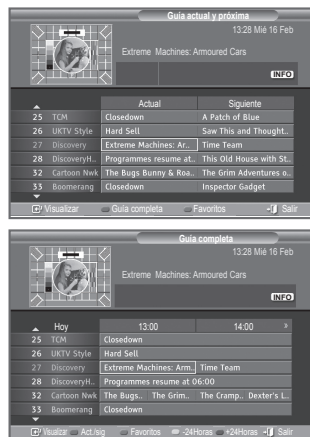 Guía actual y próxima
13:28 Mié 16 Feb
Extreme Machines: Armoured Cars
INFO
Actual Siguiente
25 TCM Closedown A Patch of Blue
26 UKTV Style Hard Sell Saw This and Thought..
27 Discovery Extreme Machines: Ar.. Time Team
28 DiscoveryH.. Programmes resume at.. This Old House with St..
32 Cartoon Nwk The Bugs Bunny & Roa.. The Grim Adventures o..
33 Boomerang Closedown Inspector Gadget
Visualizar Guía completa Favoritos Salir
Guía completa
13:28 Mié 16 Feb
Extreme Machines: Armoured Cars
INFO
Hoy 13:00 14:00 »
25 TCM Closedown
26 UKTV Style Hard Sell
27 Discovery Extreme Machines: Arm.. Time Team
28 DiscoveryH.. Programmes resume at 06:00
32 Cartoon Nwk The Bugs.. The Grim.. The Cramp.. Dexter's L..
33 Boomerang Closedown
Visualizar Act./sig Favoritos -24Horas +24Horas Salir